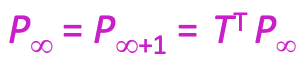 P∞ = P∞+1 = Tᵀ P∞